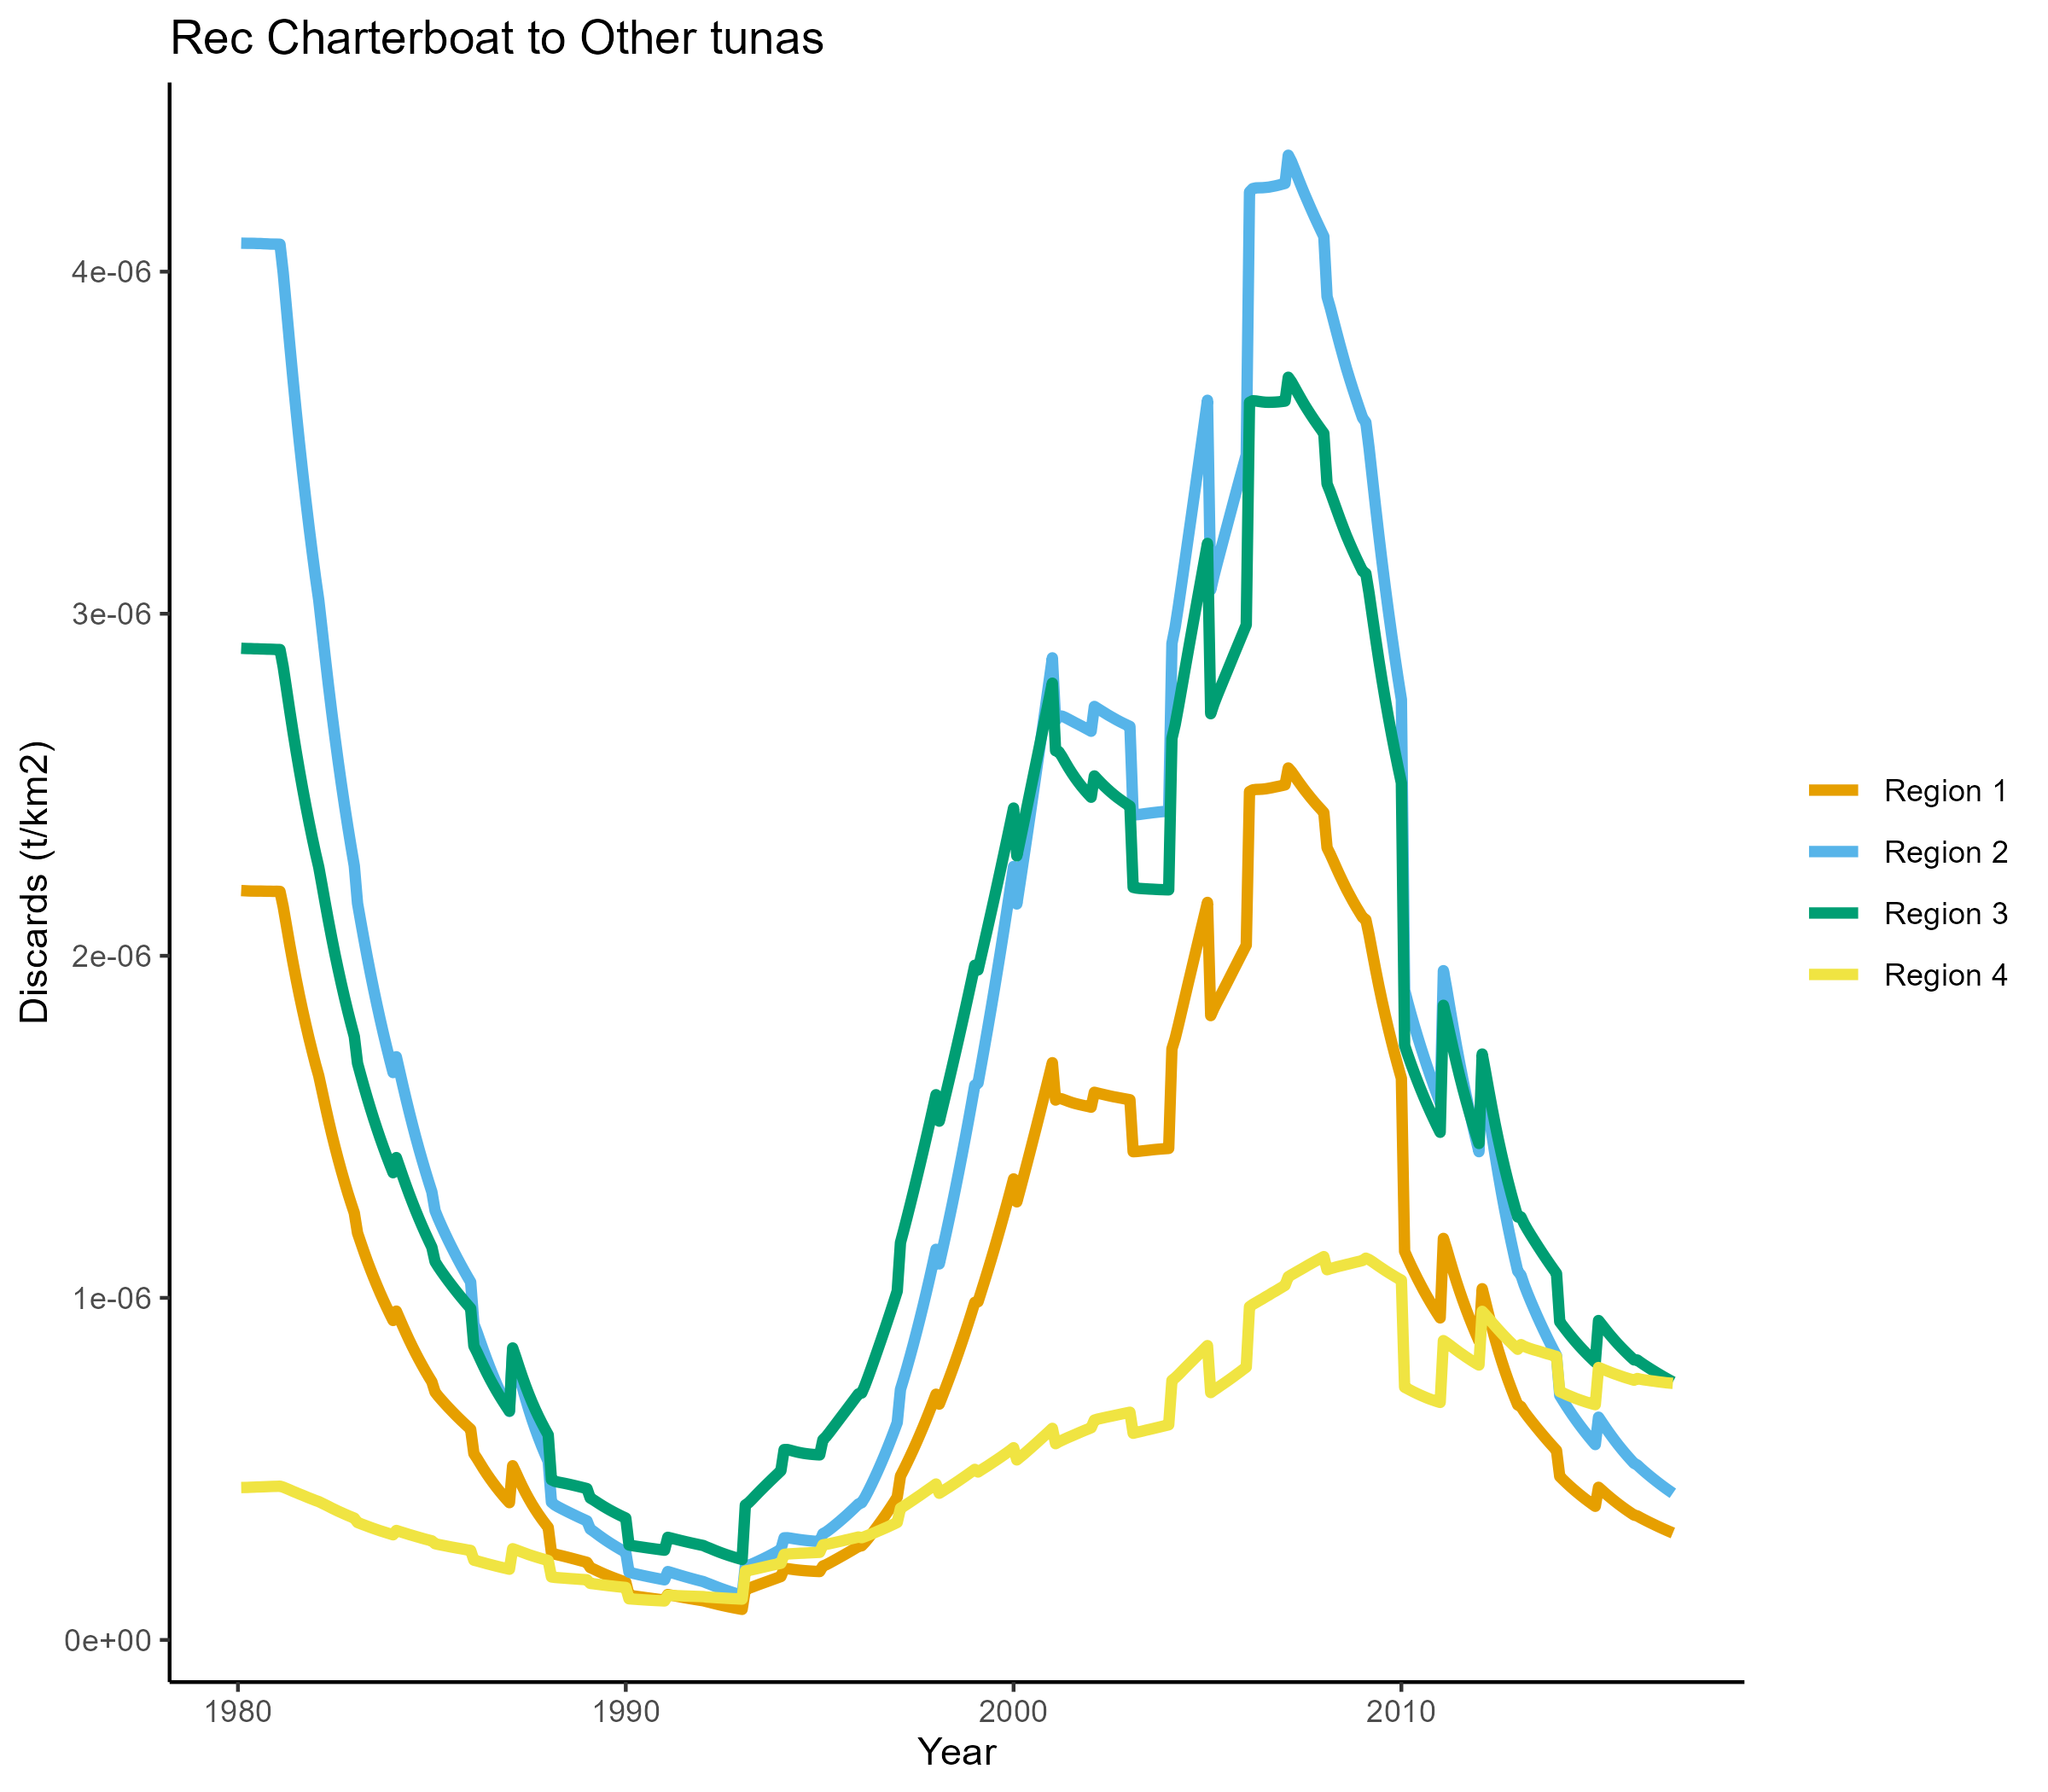 Rec Charterboat to Other tunas
Discards (t/km2)
4e-06
3e-06
2e-06
1e-06
0e+00
1980
1990
2000
2010
Year
Region 1
Region 2
Region 3
Region 4